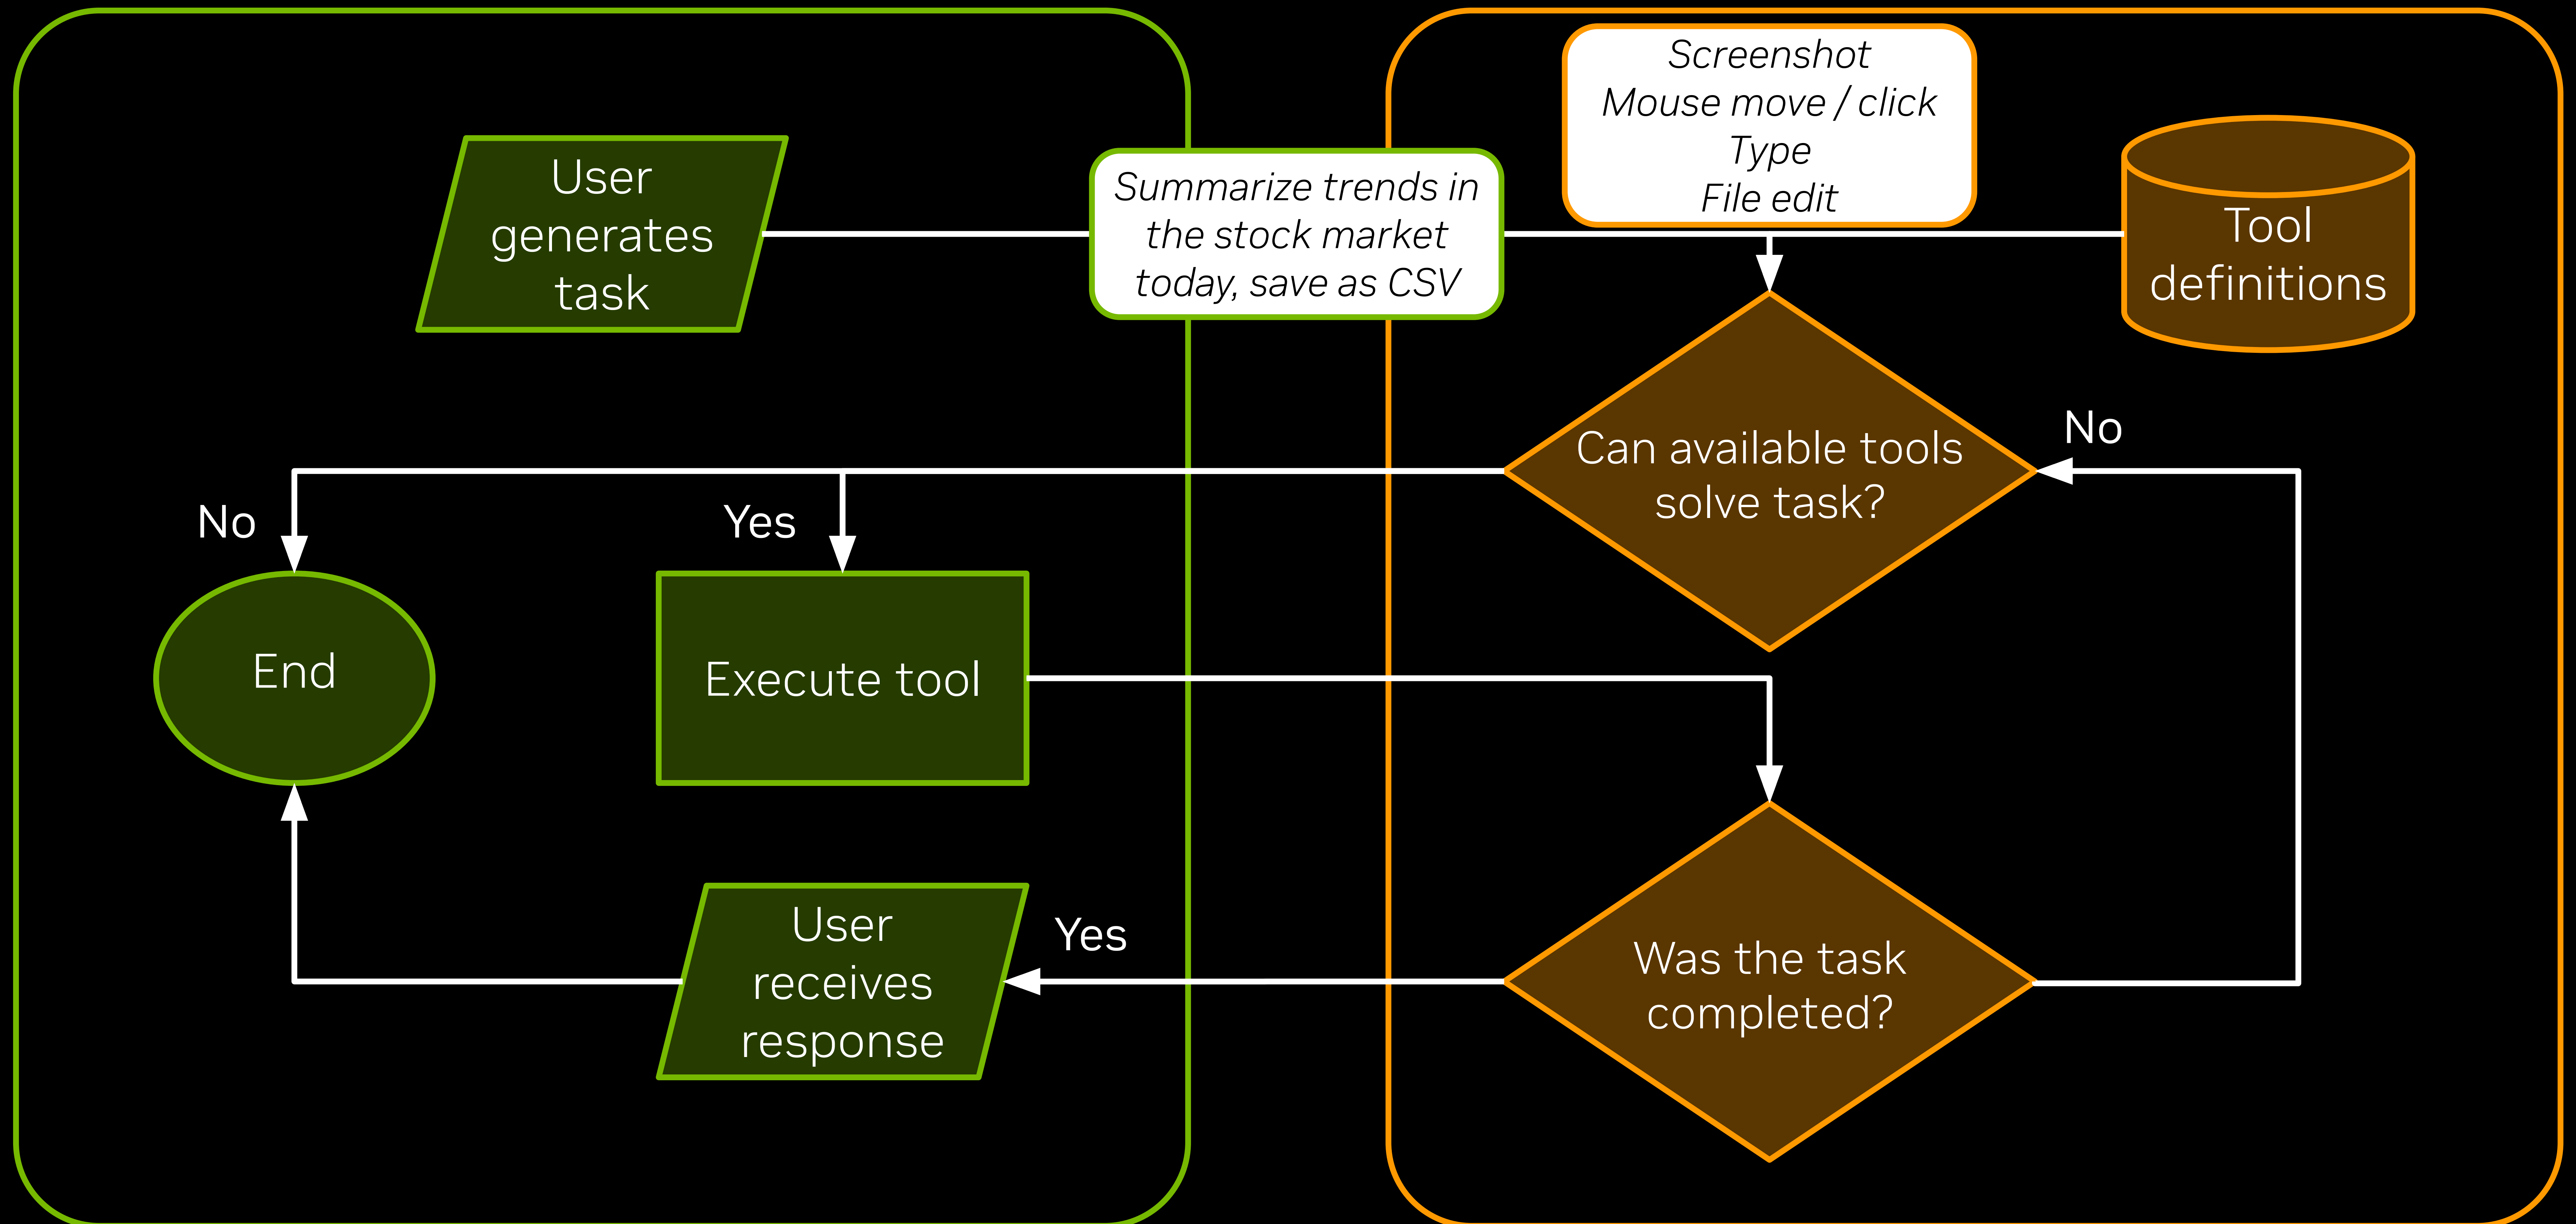 Screenshot
Mouse move / click
Type
File edit
User
generates
task
Summarize trends in
the stock market
today, save as CSV
Tool
definitions
Can available tools
solve task?
No
No
Yes
End
Execute tool
User
receives
response
Yes
Was the task
completed?